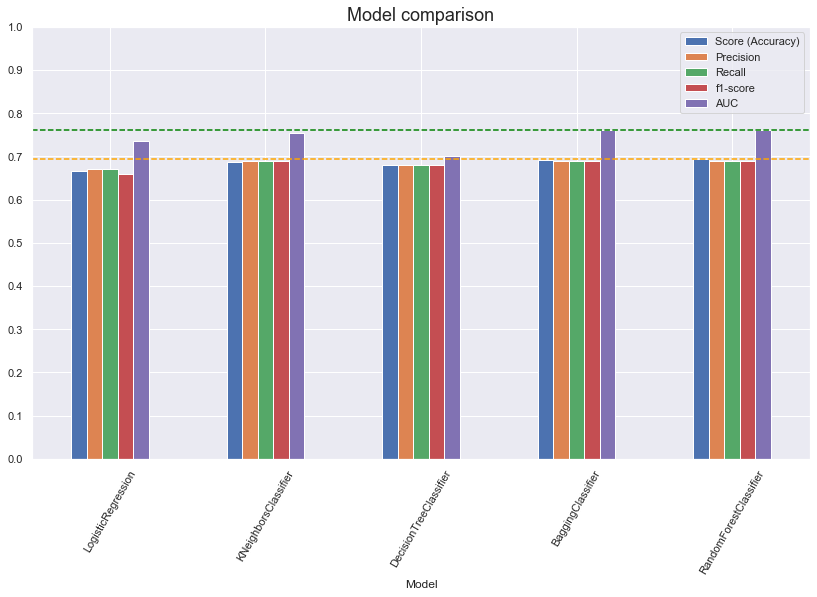 Model comparison
Score (Accuracy)
Precision
Recall
f1-score
AUC
1.0
0.9
0.8
0.7
0.6
0.5
0.4
0.3
0.2
0.1
0.0
LogisticRegression
KNeighborsClassifier
DecisionTreeClassifier
BaggingClassifier
RandomForestClassifier
Model